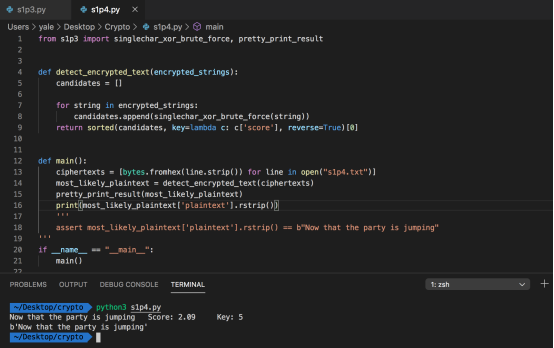 s1p3.py s1p4.py ×
Users > yale > Desktop > Crypto > s1p4.py > main
1 from s1p3 import singlechar_xor_brute_force, pretty_print_result
2
3
4 def detect_encrypted_text(encrypted_strings):
5 candidates = []
6
7 for string in encrypted_strings:
8 candidates.append(singlechar_xor_brute_force(string))
9 return sorted(candidates, key=lambda c: c['score'], reverse=True)[0]
10
11
12 def main():
13 ciphertexts = [bytes.fromhex(line.strip()) for line in open("s1p4.txt")]
14 most_likely_plaintext = detect_encrypted_text(ciphertexts)
15 pretty_print_result(most_likely_plaintext)
16 print(most_likely_plaintext['plaintext'].rstrip())
17 '''
18 assert most_likely_plaintext['plaintext'].rstrip() == b"Now that the party is jumping"
19 '''
20 if __name__ == "__main__":
21 main()
22
PROBLEMS OUTPUT DEBUG CONSOLE TERMINAL 1: zsh
~/Desktop/crypto python3 s1p4.py
Now that the party is jumping Score: 2.09 Key: 5
b'Now that the party is jumping'
~/Desktop/crypto